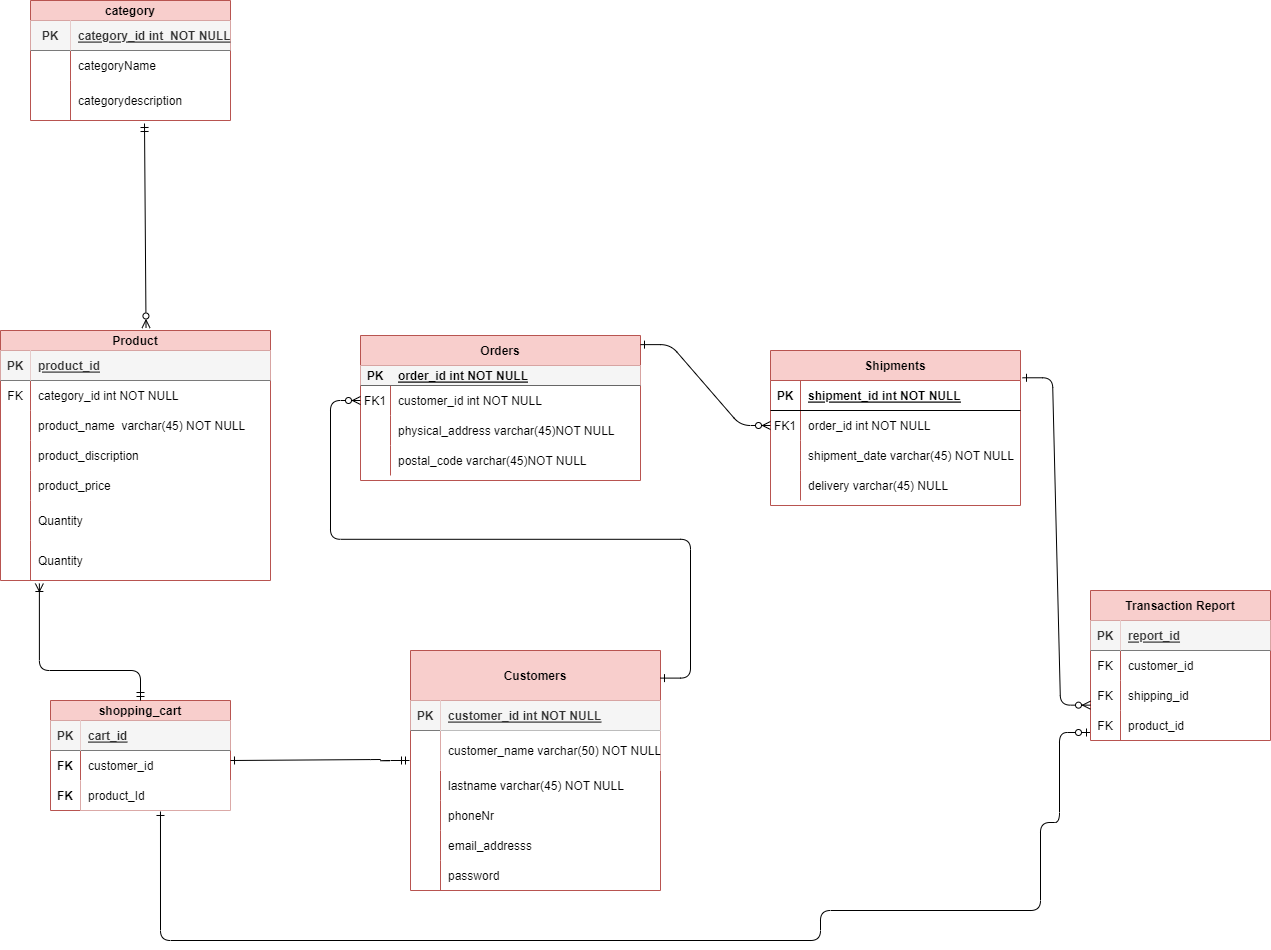 category
PK category_id int  NOT NULL
categoryName
categorydescription
Product
PK product_id
FK category_id int NOT NULL
product_name  varchar(45) NOT NULL
product_discription
product_price
Quantity
Quantity
Orders
PK order_id int NOT NULL
FK1 customer_id int NOT NULL
physical_address varchar(45)NOT NULL
postal_code varchar(45)NOT NULL
Shipments
PK shipment_id int NOT NULL
FK1 order_id int NOT NULL
shipment_date varchar(45) NOT NULL
delivery varchar(45) NULL
Transaction Report
PK report_id
FK customer_id
FK shipping_id
FK product_id
Customers
PK customer_id int NOT NULL
customer_name varchar(50) NOT NULL
lastname varchar(45) NOT NULL
phoneNr
email_addresss
password
shopping_cart
PK cart_id
FK customer_id
FK product_Id